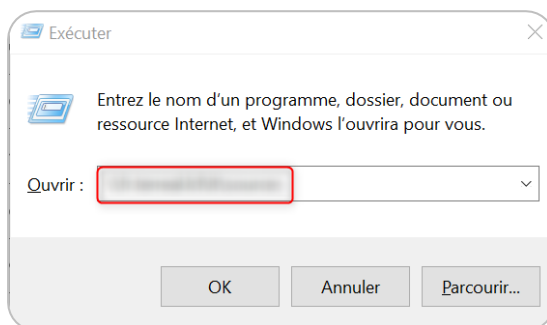 Exécuter
Entrez le nom d'un programme, dossier, document ou
ressource Internet, et Windows l'ouvrira pour vous.
Ouvrir :
OK Annuler Parcourir...